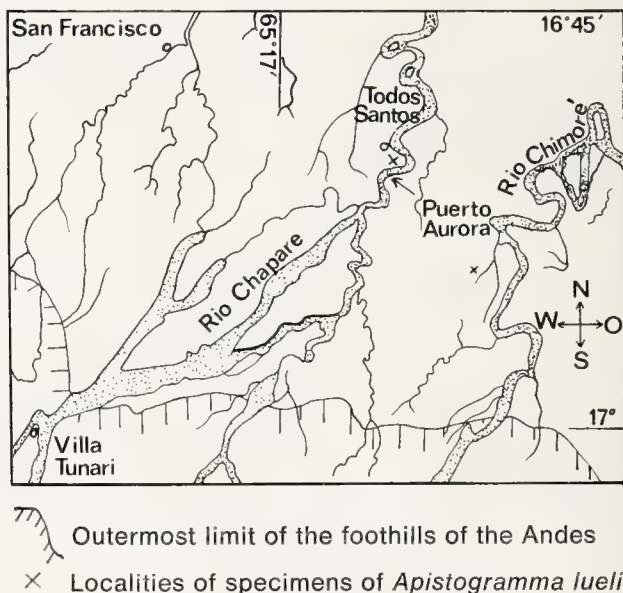 San Francisco
65°17'
16°45'
Todos
Santos
Rio Chimoré
Puerto
Aurora
Rio Chapare
N
W O
S
Villa
Tunari
17°
Outermost limit of the foothills of the Andes
× Localities of specimens of Apistogramma lueli